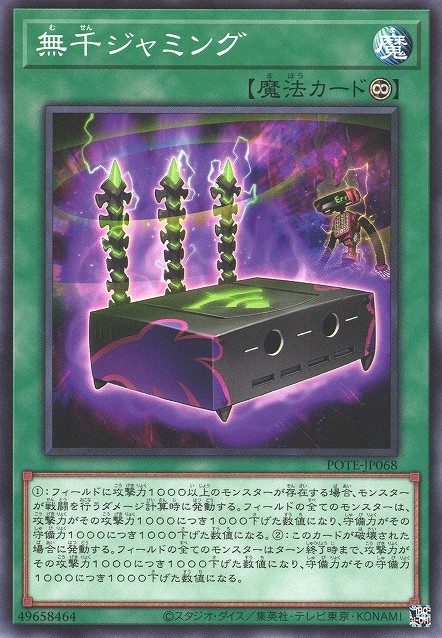 無千ジャミング
魔
【魔法カード】
Err
POTE-JP068
①:フィールドに攻撃力1000以上のモンスターが存在する場合、モンスター
が戦闘を行うダメージ計算時に発動する。フィールドの全てのモンスターは、
攻撃力がその攻撃力1000につき1000下げた数値になり、守備力がその
守備力1000につき1000下げた数値になる。②:このカードが破壊された
場合に発動する。フィールドの全てのモンスターはターン終了時まで、攻撃力が
その攻撃力1000につき1000下げた数値になり、守備力がその守備力
1000につき1000下げた数値になる。
49658464
©スタジオ・ダイス/集英社・テレビ東京・KONAMI